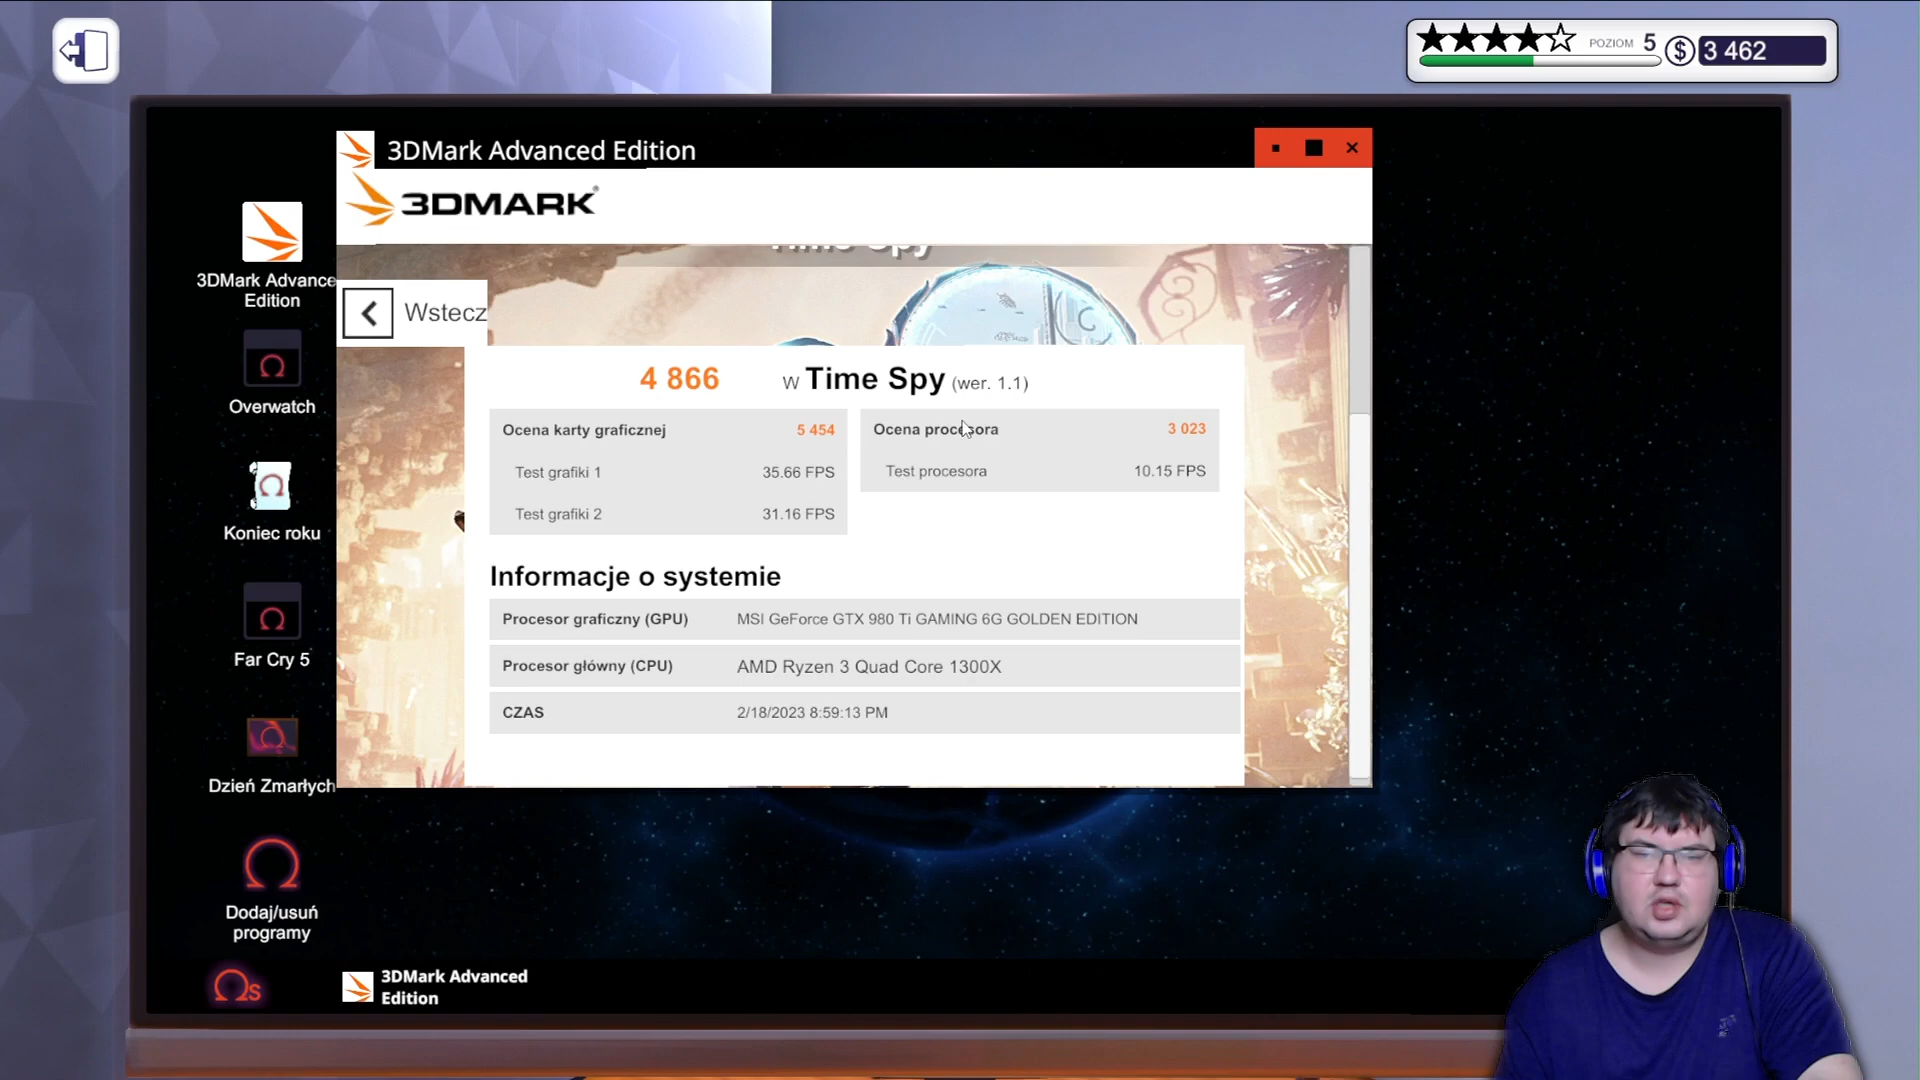 POZIOM 5
$ 3 462
3DMark Advanced Edition
3DMARK
Time Spy
Wstecz
4 866 W Time Spy (wer. 1.1)
Ocena karty graficznej 5 454
Test grafiki 1 35.66 FPS
Test grafiki 2 31.16 FPS
Ocena procesora 3 023
Test procesora 10.15 FPS
Informacje o systemie
Procesor graficzny (GPU) MSI GeForce GTX 980 Ti GAMING 6G GOLDEN EDITION
Procesor główny (CPU) AMD Ryzen 3 Quad Core 1300X
CZAS 2/18/2023 8:59:13 PM
3DMark Advance
Edition
Overwatch
Koniec roku
Far Cry 5
Dzień Zmarłych
Dodaj/usuń
programy
Ωs
3DMark Advanced
Edition